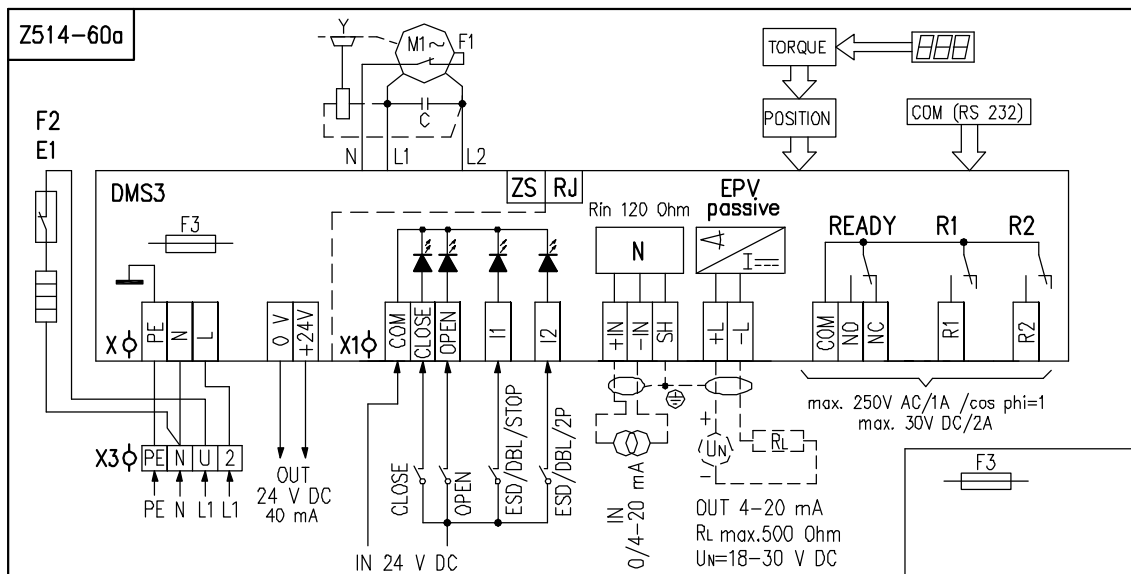 Z514-60a
Y
M1~
F1
C
N
L1
L2
TORQUE
POSITION
COM (RS 232)
F2
E1
DMS3
F3
ZS
RJ
EPV
passive
Rin 120 Ohm
N
I
READY
R1
R2
X
PE
N
L
0 V
+24V
X1
COM
CLOSE
OPEN
I1
I2
+IN
-IN
SH
+L
-L
COM
NO
NC
R1
R2
max. 250V AC/1A /cos phi=1
max. 30V DC/2A
X3
PE
N
U
2
PE N L1 L1
OUT
24 V DC
40 mA
CLOSE
OPEN
ESD/DBL/STOP
ESD/DBL/2P
IN 24 V DC
IN
0/4-20 mA
+
UN
-
RL
OUT 4-20 mA
RL max.500 Ohm
UN=18-30 V DC
F3